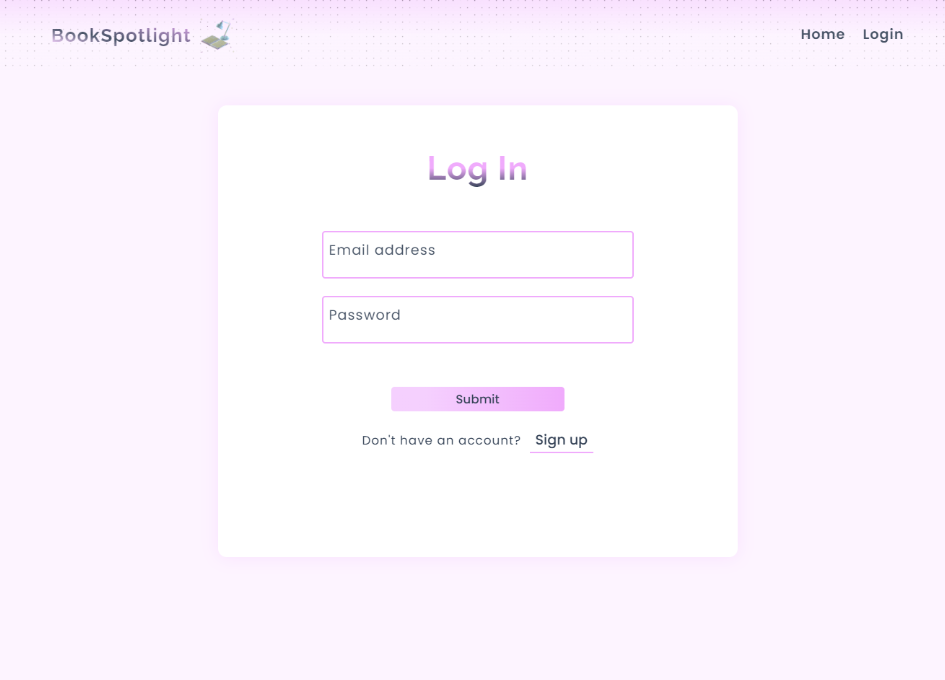 BookSpotlight
Home Login
Log In
Email address
Password
Submit
Don't have an account? Sign up